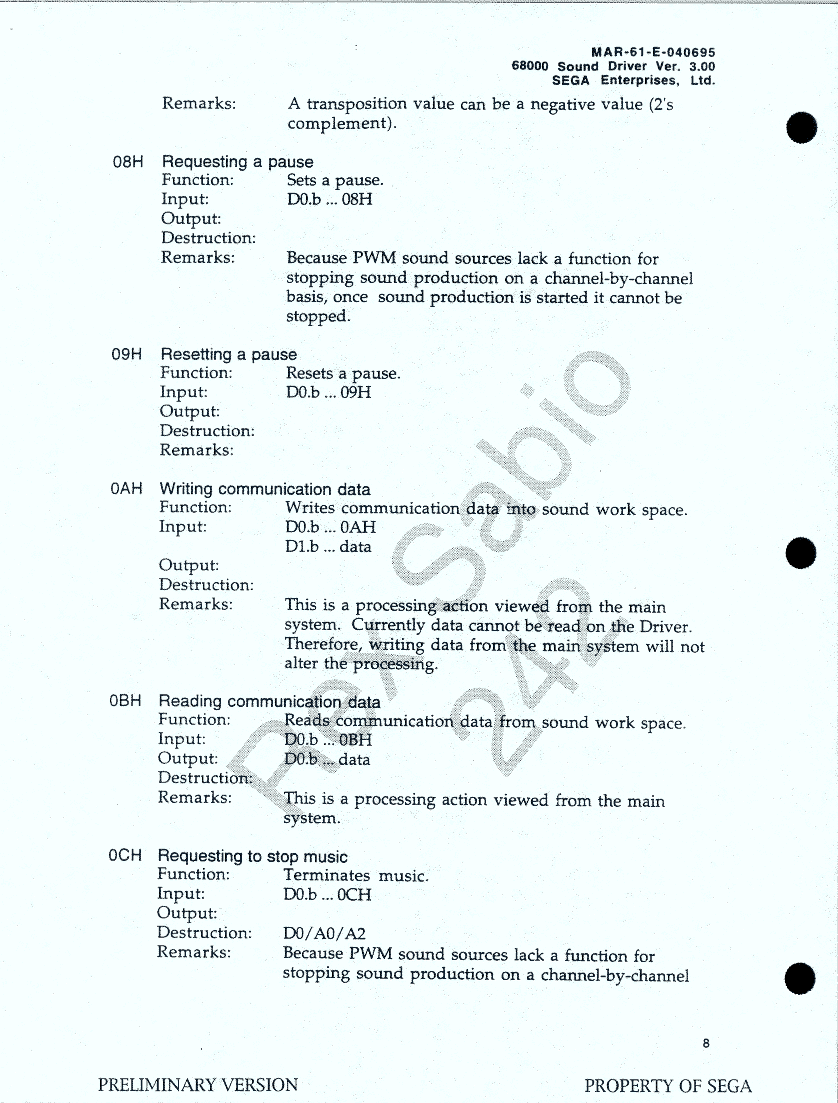 MAR-61-E-040695
68000 Sound Driver Ver. 3.00
SEGA Enterprises, Ltd.
Remarks: A transposition value can be a negative value (2's
complement).
08H Requesting a pause
Function: Sets a pause.
Input: D0.b ... 08H
Output:
Destruction:
Remarks: Because PWM sound sources lack a function for
stopping sound production on a channel-by-channel
basis, once sound production is started it cannot be
stopped.
09H Resetting a pause
Function: Resets a pause.
Input: D0.b ... 09H
Output:
Destruction:
Remarks:
0AH Writing communication data
Function: Writes communication data into sound work space.
Input: D0.b ... 0AH
D1.b ... data
Output:
Destruction:
Remarks: This is a processing action viewed from the main
system. Currently data cannot be read on the Driver.
Therefore, writing data from the main system will not
alter the processing.
0BH Reading communication data
Function: Reads communication data from sound work space.
Input: D0.b ... 0BH
Output: D0.b ... data
Destruction:
Remarks: This is a processing action viewed from the main
system.
0CH Requesting to stop music
Function: Terminates music.
Input: D0.b ... 0CH
Output:
Destruction: D0/A0/A2
Remarks: Because PWM sound sources lack a function for
stopping sound production on a channel-by-channel
8
PRELIMINARY VERSION PROPERTY OF SEGA
Rex Sabio
242